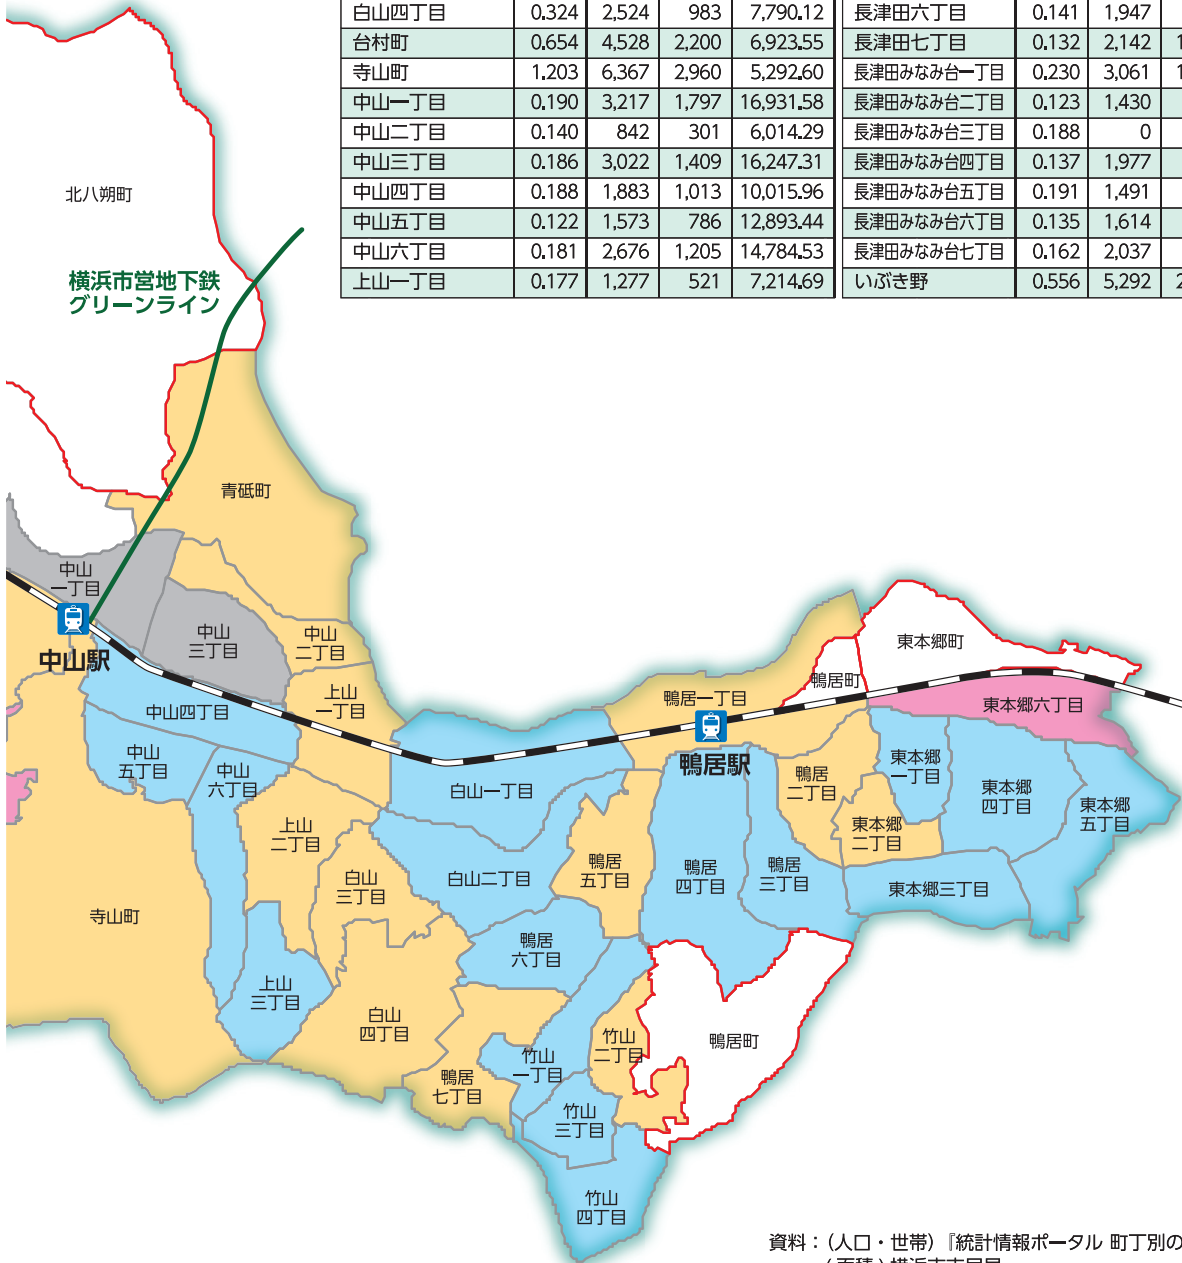 白山四丁目 0.324 2,524 983 7,790.12 長津田六丁目 0.141 1,947
台村町 0.654 4,528 2,200 6,923.55 長津田七丁目 0.132 2,142 1
寺山町 1.203 6,367 2,960 5,292.60 長津田みなみ台一丁目 0.230 3,061 1
中山一丁目 0.190 3,217 1,797 16,931.58 長津田みなみ台二丁目 0.123 1,430
中山二丁目 0.140 842 301 6,014.29 長津田みなみ台三丁目 0.188 0
中山三丁目 0.186 3,022 1,409 16,247.31 長津田みなみ台四丁目 0.137 1,977
中山四丁目 0.188 1,883 1,013 10,015.96 長津田みなみ台五丁目 0.191 1,491
中山五丁目 0.122 1,573 786 12,893.44 長津田みなみ台六丁目 0.135 1,614
中山六丁目 0.181 2,676 1,205 14,784.53 長津田みなみ台七丁目 0.162 2,037
上山一丁目 0.177 1,277 521 7,214.69 いぶき野 0.556 5,292 2
北八朔町
横浜市営地下鉄
グリーンライン
青砥町
中山
一丁目
中山
三丁目
中山
二丁目
中山駅
上山
一丁目
中山四丁目
中山
五丁目
中山
六丁目
鴨居一丁目
鴨居町
東本郷町
東本郷六丁目
鴨居駅
白山一丁目
鴨居
二丁目
東本郷
一丁目
東本郷
四丁目
東本郷
五丁目
上山
二丁目
東本郷
二丁目
白山
三丁目
白山二丁目
鴨居
五丁目
鴨居
四丁目
鴨居
三丁目
東本郷三丁目
寺山町
鴨居
六丁目
上山
三丁目
白山
四丁目
竹山
二丁目
鴨居町
竹山
一丁目
鴨居
七丁目
竹山
三丁目
竹山
四丁目
資料：（人口・世帯）『統計情報ポータル 町丁別の